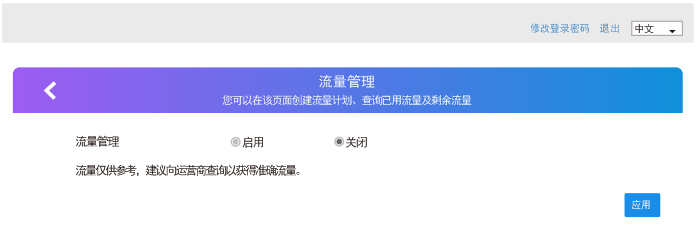 修改登录密码 退出 中文
流量管理
您可以在该页面创建流量计划、查询已用流量及剩余流量
流量管理 启用 关闭
流量仅供参考，建议向运营商查询以获得准确流量。
应用